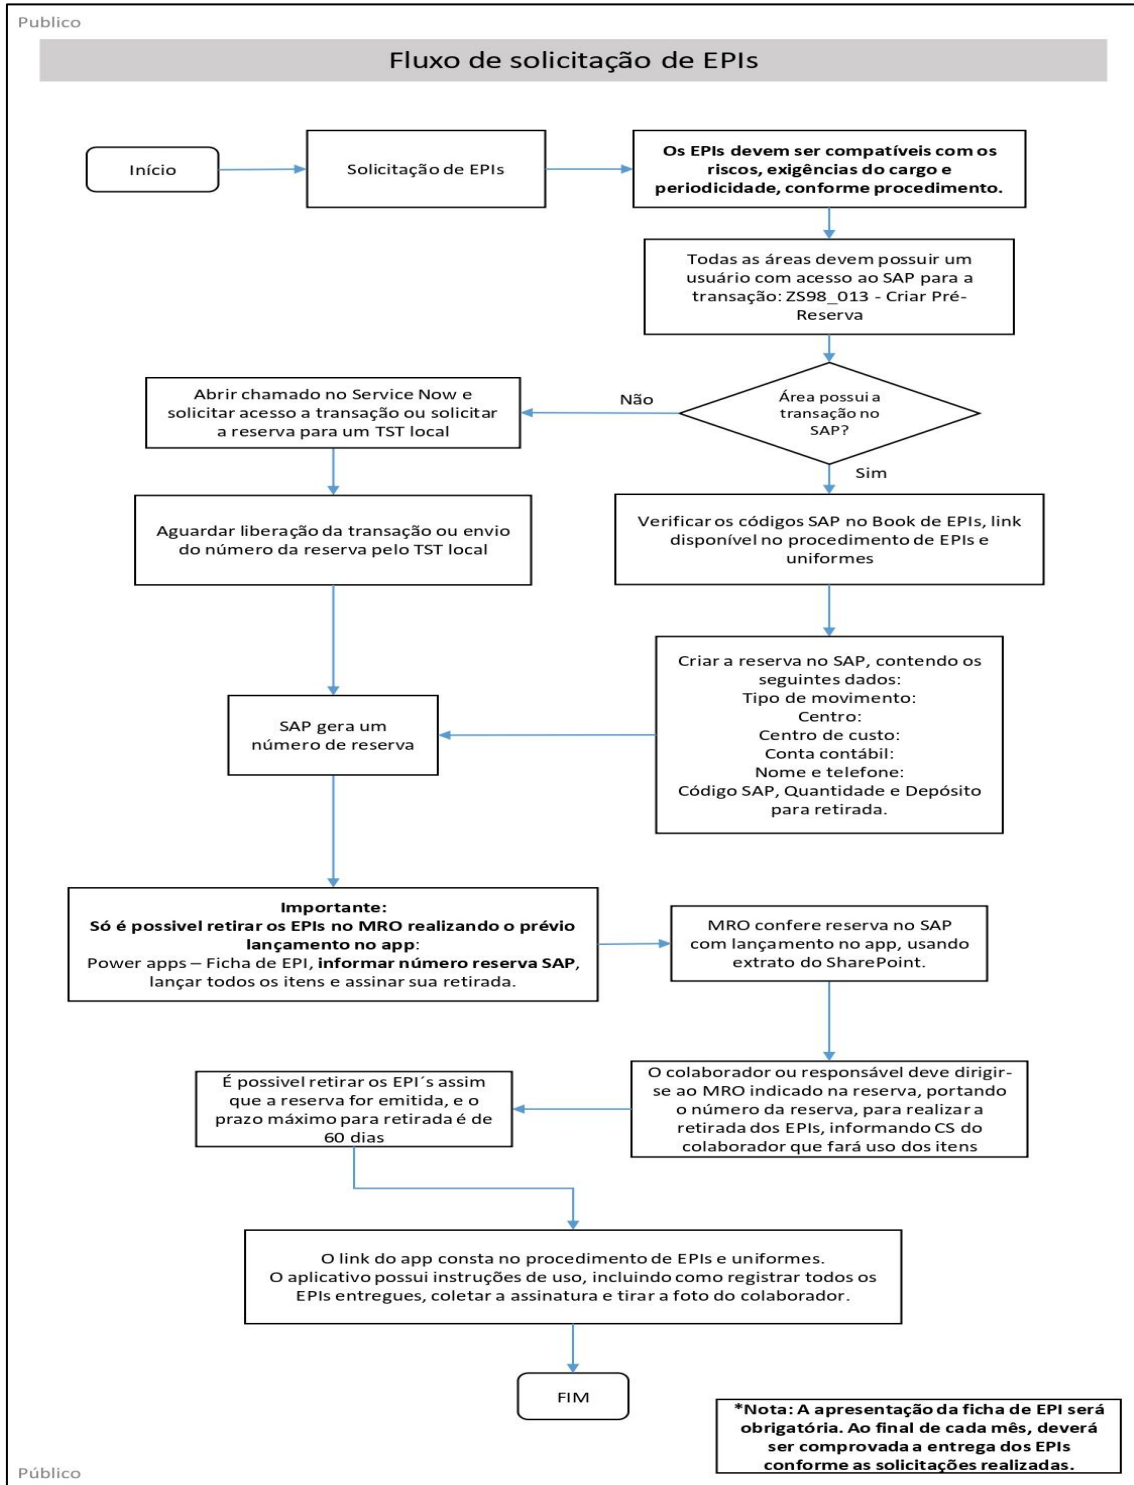 Publico
Fluxo de solicitação de EPIs
Início
Solicitação de EPIs
Os EPIs devem ser compatíveis com os
riscos, exigências do cargo e
periodicidade, conforme procedimento.
Todas as áreas devem possuir um
usuário com acesso ao SAP para a
transação: ZS98_013 - Criar Pré-
Reserva
Área possui a
transação no
SAP?
Não
Sim
Abrir chamado no Service Now e
solicitar acesso a transação ou solicitar
a reserva para um TST local
Aguardar liberação da transação ou envio
do número da reserva pelo TST local
Verificar os códigos SAP no Book de EPIs, link
disponível no procedimento de EPIs e
uniformes
Criar a reserva no SAP, contendo os
seguintes dados:
Tipo de movimento:
Centro:
Centro de custo:
Conta contábil:
Nome e telefone:
Código SAP, Quantidade e Depósito
para retirada.
SAP gera um
número de reserva
Importante:
Só é possivel retirar os EPIs no MRO realizando o prévio
lançamento no app:
Power apps – Ficha de EPI, informar número reserva SAP,
lançar todos os itens e assinar sua retirada.
MRO confere reserva no SAP
com lançamento no app, usando
extrato do SharePoint.
O colaborador ou responsável deve dirigir-
se ao MRO indicado na reserva, portando
o número da reserva, para realizar a
retirada dos EPIs, informando CS do
colaborador que fará uso dos itens
É possivel retirar os EPI´s assim
que a reserva for emitida, e o
prazo máximo para retirada é de
60 dias
O link do app consta no procedimento de EPIs e uniformes.
O aplicativo possui instruções de uso, incluindo como registrar todos os
EPIs entregues, coletar a assinatura e tirar a foto do colaborador.
FIM
*Nota: A apresentação da ficha de EPI será
obrigatória. Ao final de cada mês, deverá
ser comprovada a entrega dos EPIs
conforme as solicitações realizadas.
Público